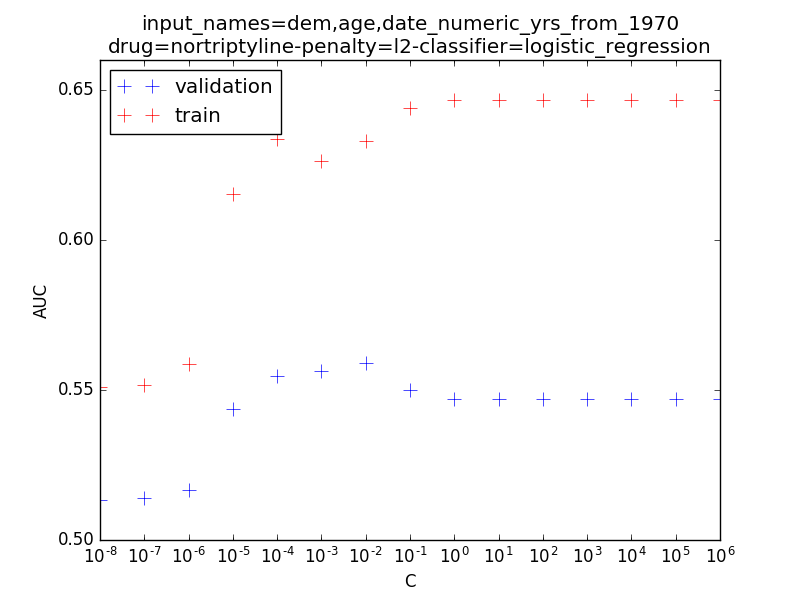 input_names=dem,age,date_numeric_yrs_from_1970
drug=nortriptyline-penalty=l2-classifier=logistic_regression
validation
train
0.65
0.60
0.55
0.50
AUC
10⁻⁸ 10⁻⁷ 10⁻⁶ 10⁻⁵ 10⁻⁴ 10⁻³ 10⁻² 10⁻¹ 10⁰ 10¹ 10² 10³ 10⁴ 10⁵ 10⁶
C